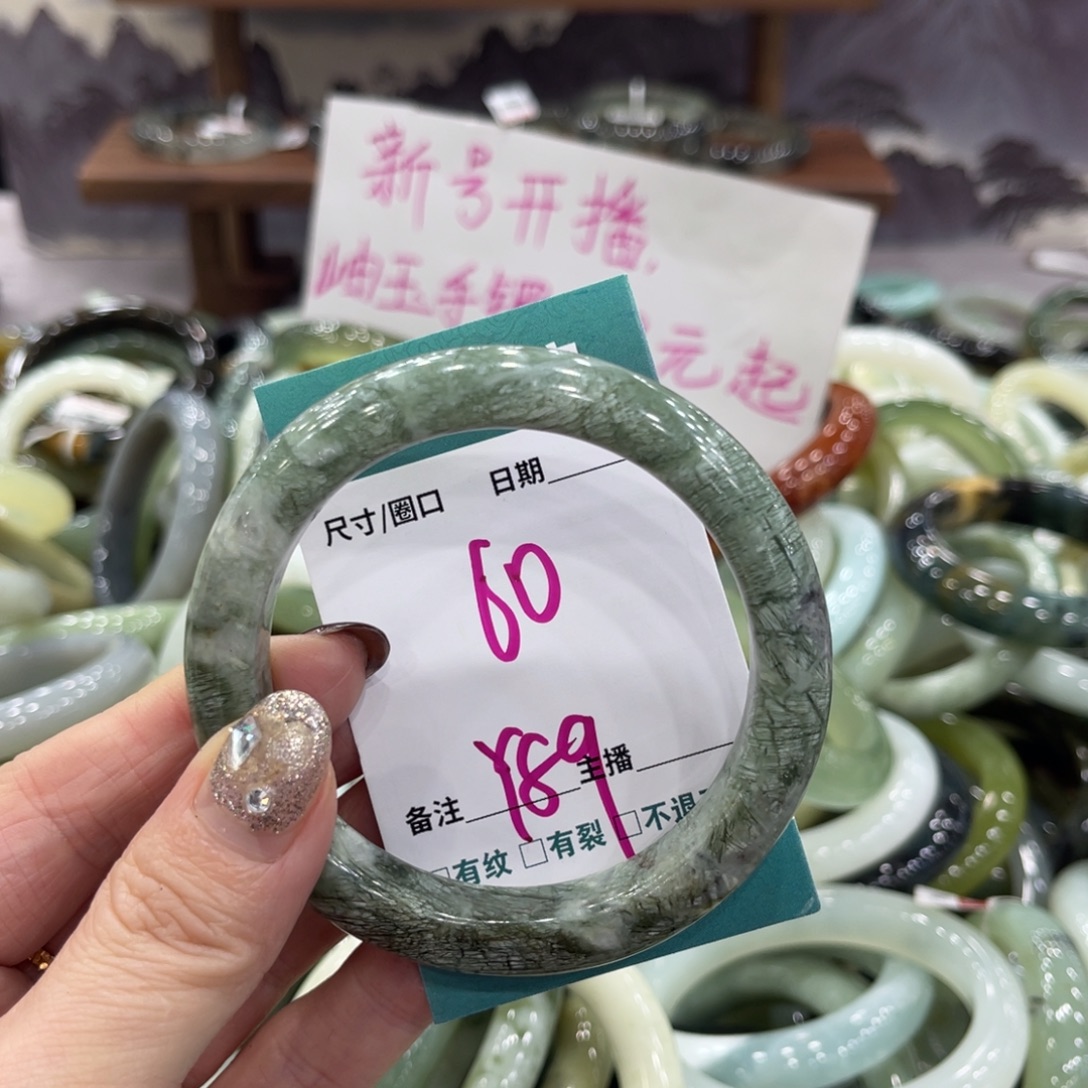 新号开播,
岫玉手镯
元起
尺寸/圈口
日期
60
¥89
主播
备注
有纹 □有裂 □不退